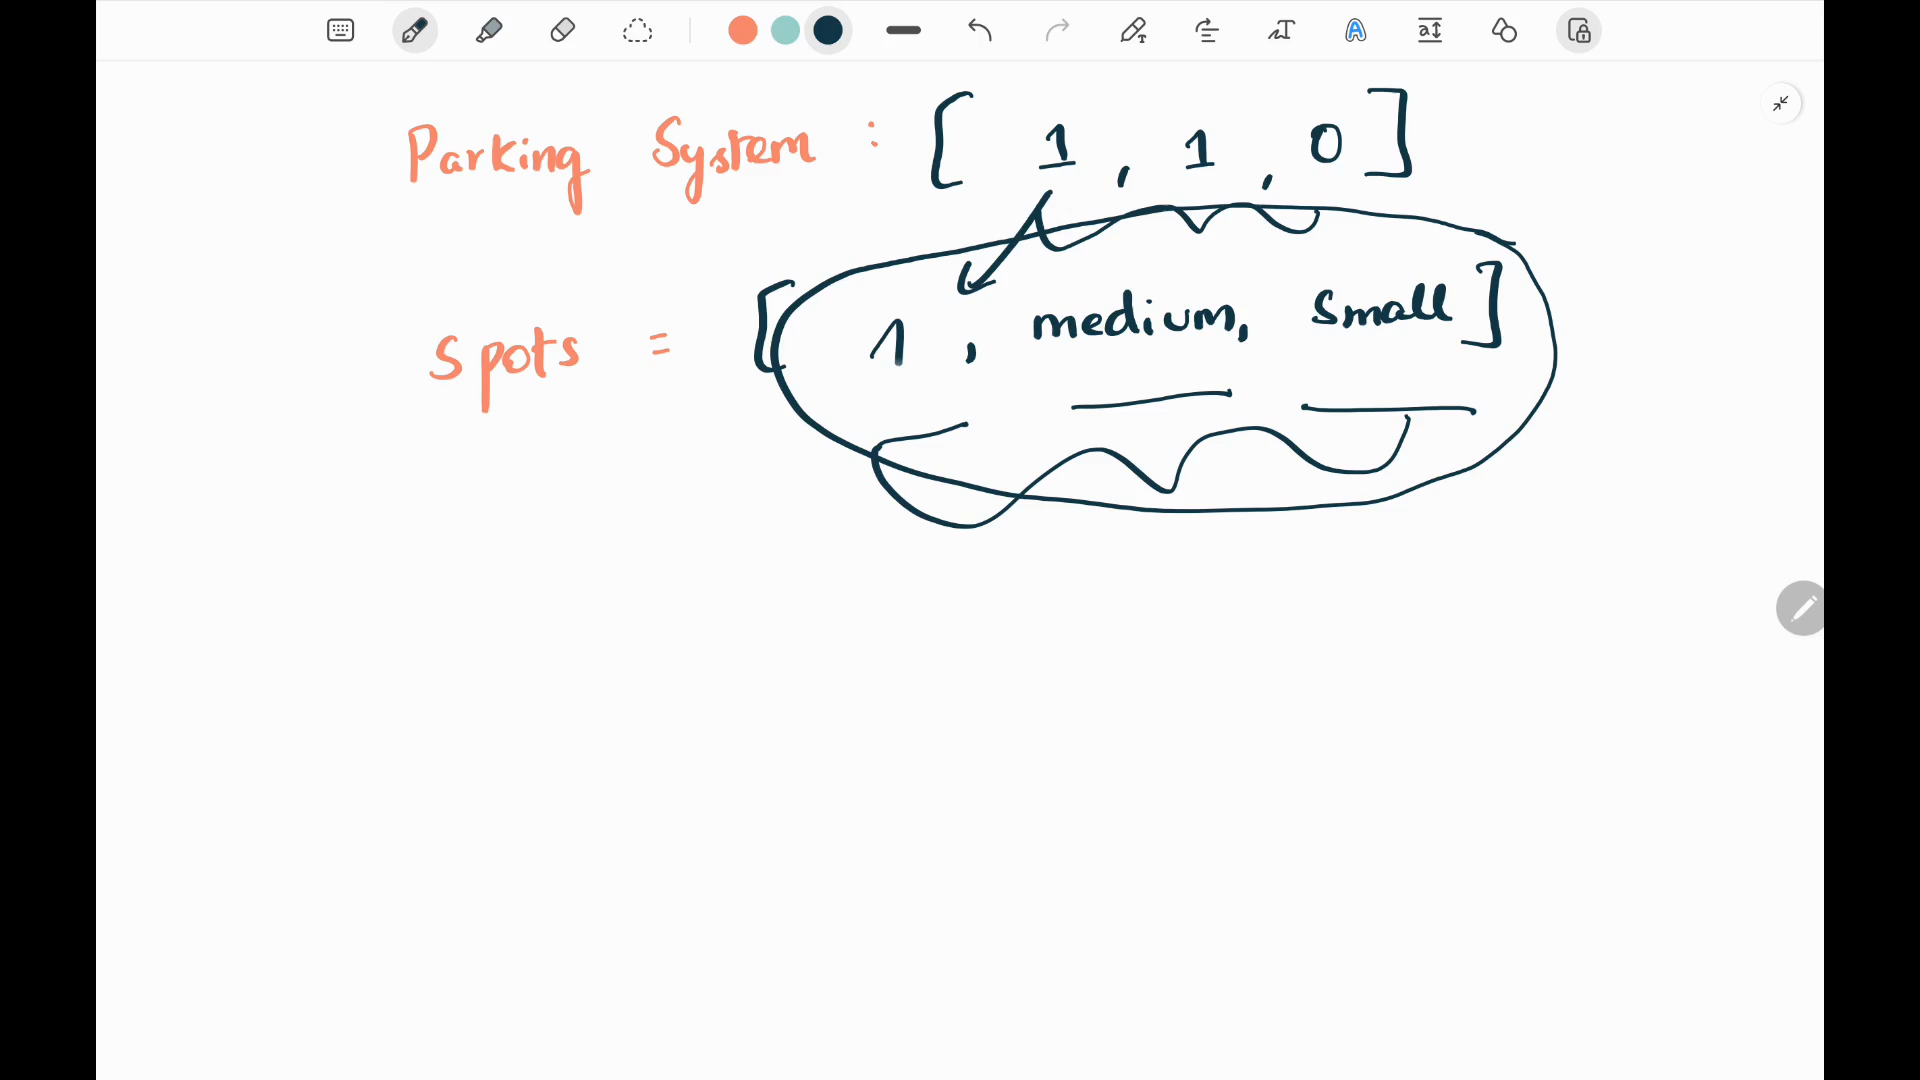 Parking System : [ 1 , 1 , 0 ]
Spots = [ 1 , medium, small ]